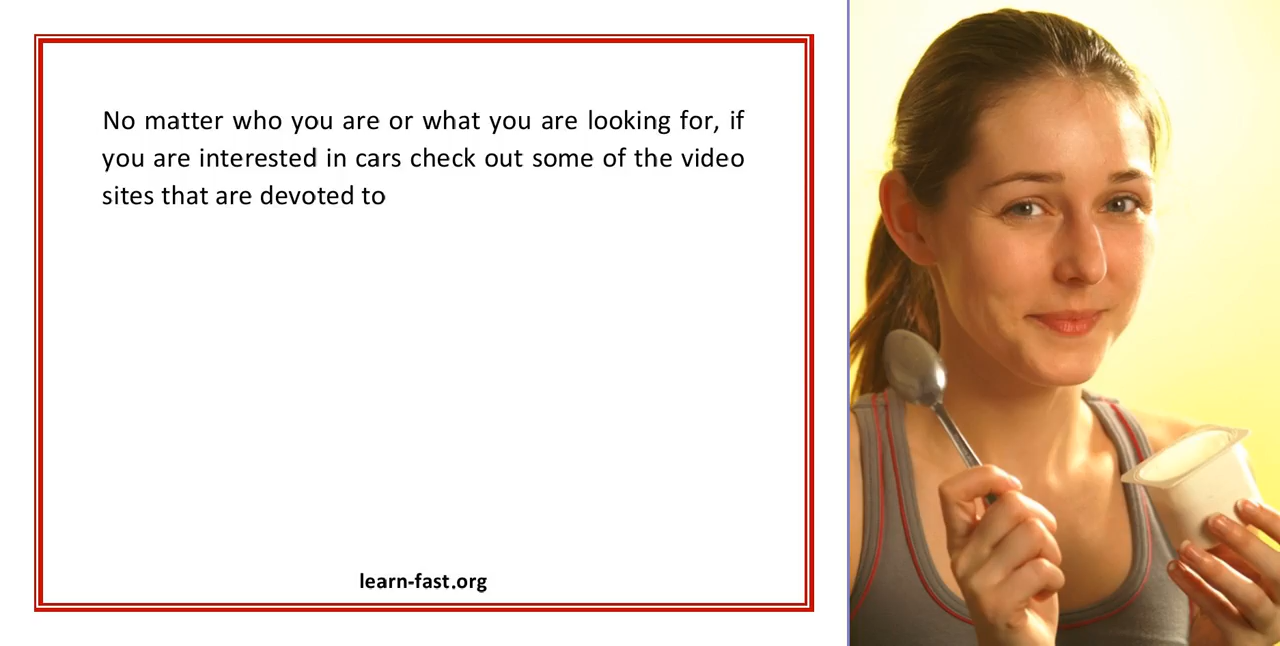 No matter who you are or what you are looking for, if
you are interested in cars check out some of the video
sites that are devoted to
learn-fast.org